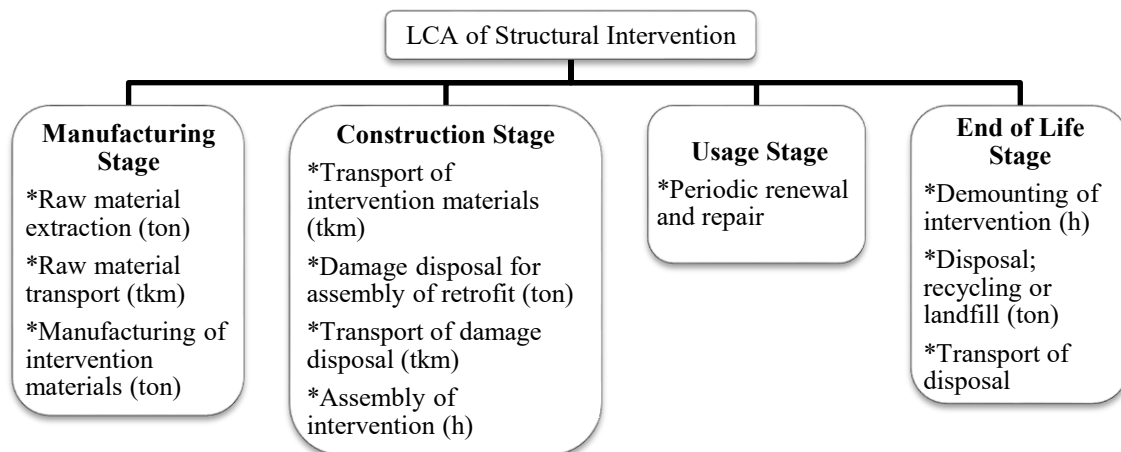 LCA of Structural Intervention
Manufacturing
Stage
*Raw material
extraction (ton)
*Raw material
transport (tkm)
*Manufacturing of
intervention
materials (ton)
Construction Stage
*Transport of
intervention materials
(tkm)
*Damage disposal for
assembly of retrofit (ton)
*Transport of damage
disposal (tkm)
*Assembly of
intervention (h)
Usage Stage
*Periodic renewal
and repair
End of Life
Stage
*Demounting of
intervention (h)
*Disposal;
recycling or
landfill (ton)
*Transport of
disposal